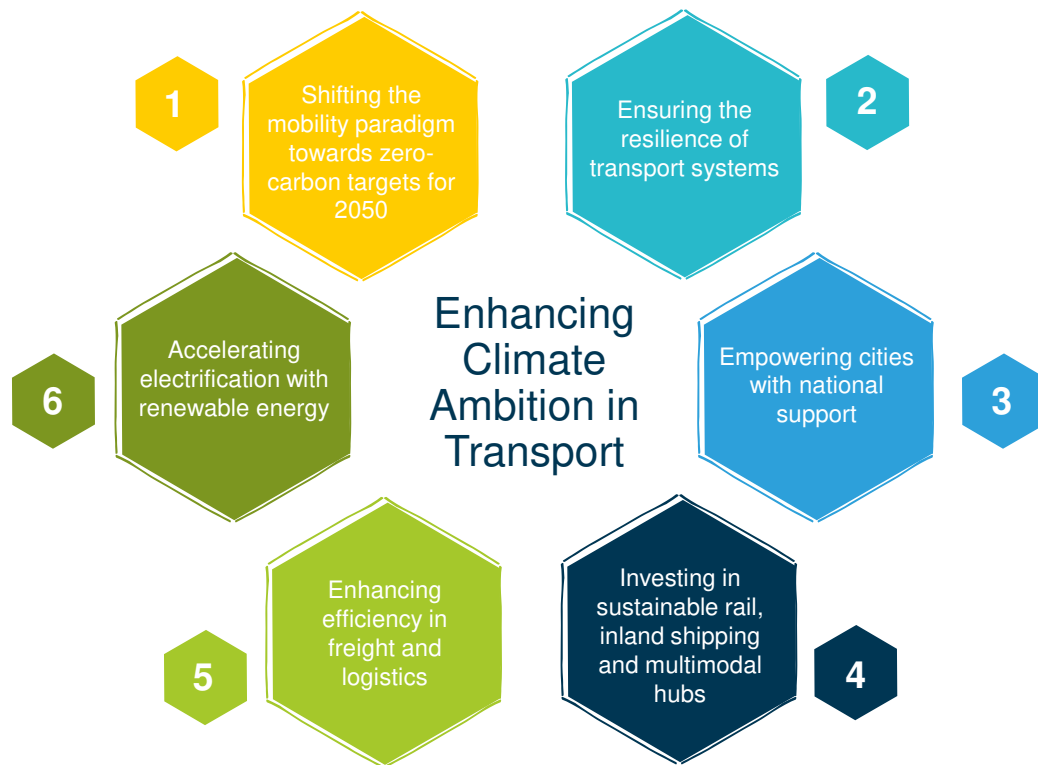 Enhancing
Climate
Ambition in
Transport
1
Shifting the
mobility paradigm
towards zero-
carbon targets for
2050
2
Ensuring the
resilience of
transport systems
3
Empowering cities
with national
support
4
Investing in
sustainable rail,
inland shipping
and multimodal
hubs
5
Enhancing
efficiency in
freight and
logistics
6
Accelerating
electrification with
renewable energy